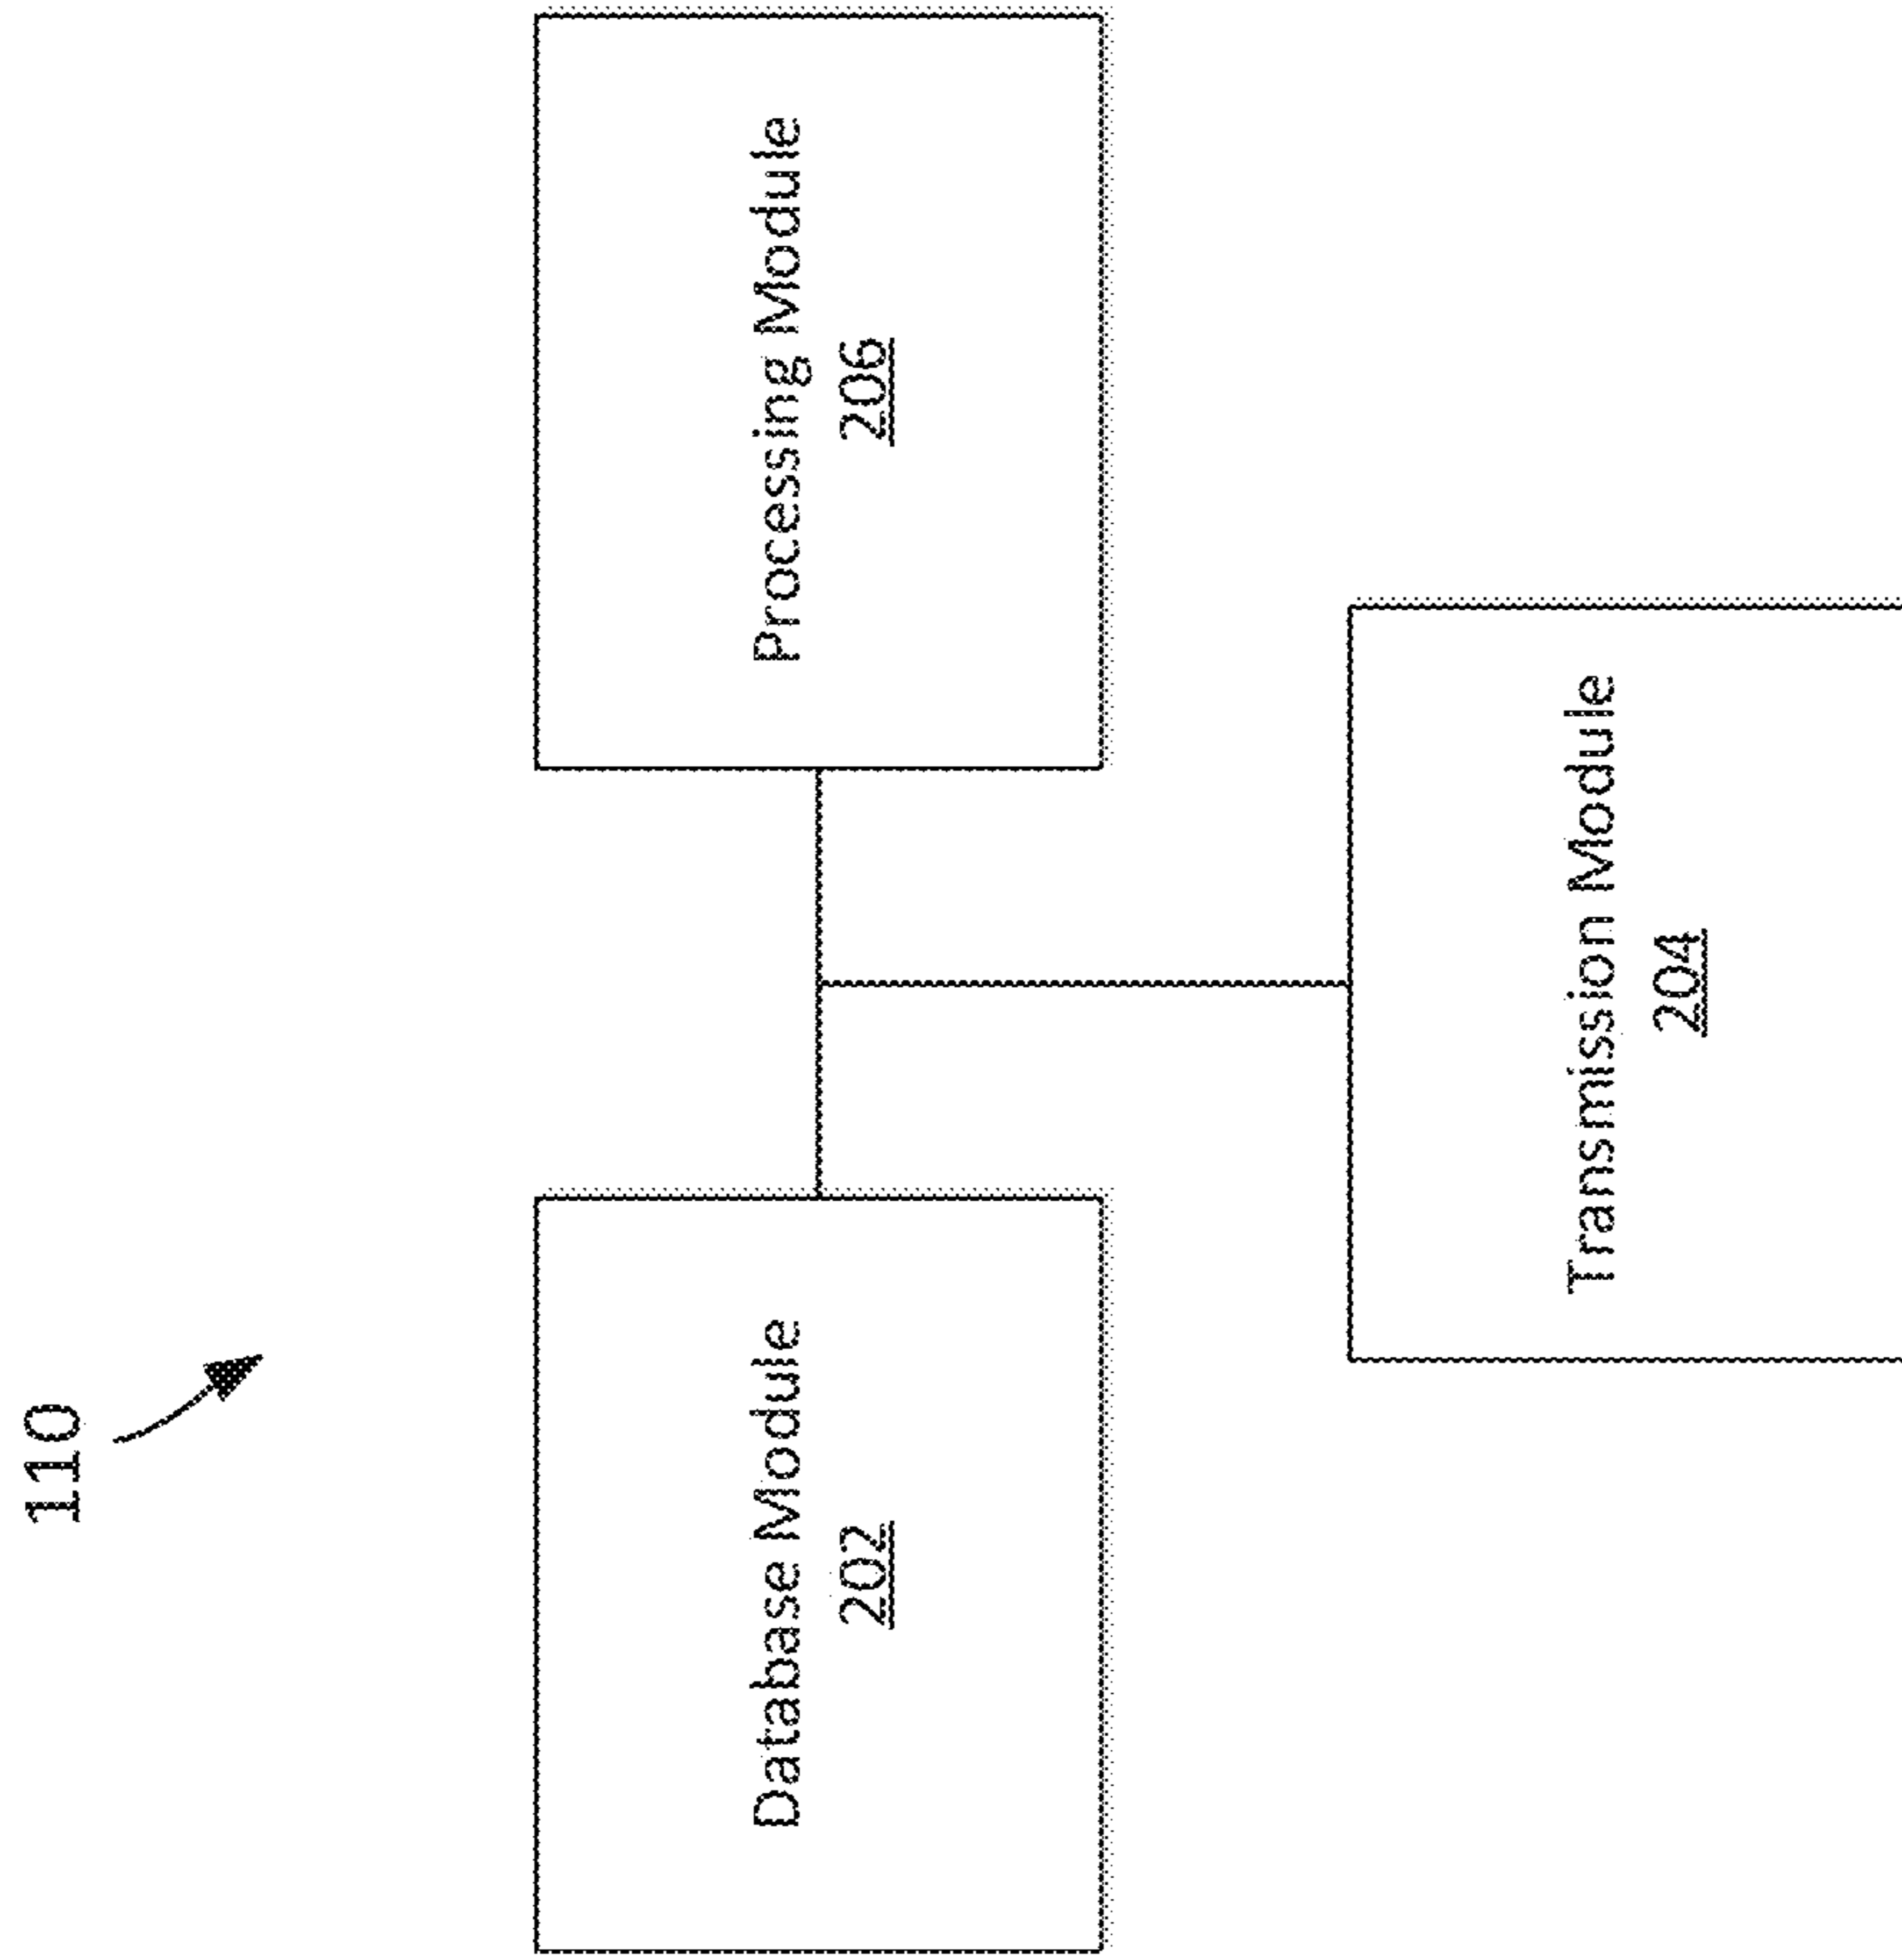 110
Database Module
202
Processing Module
206
Transmission Module
204